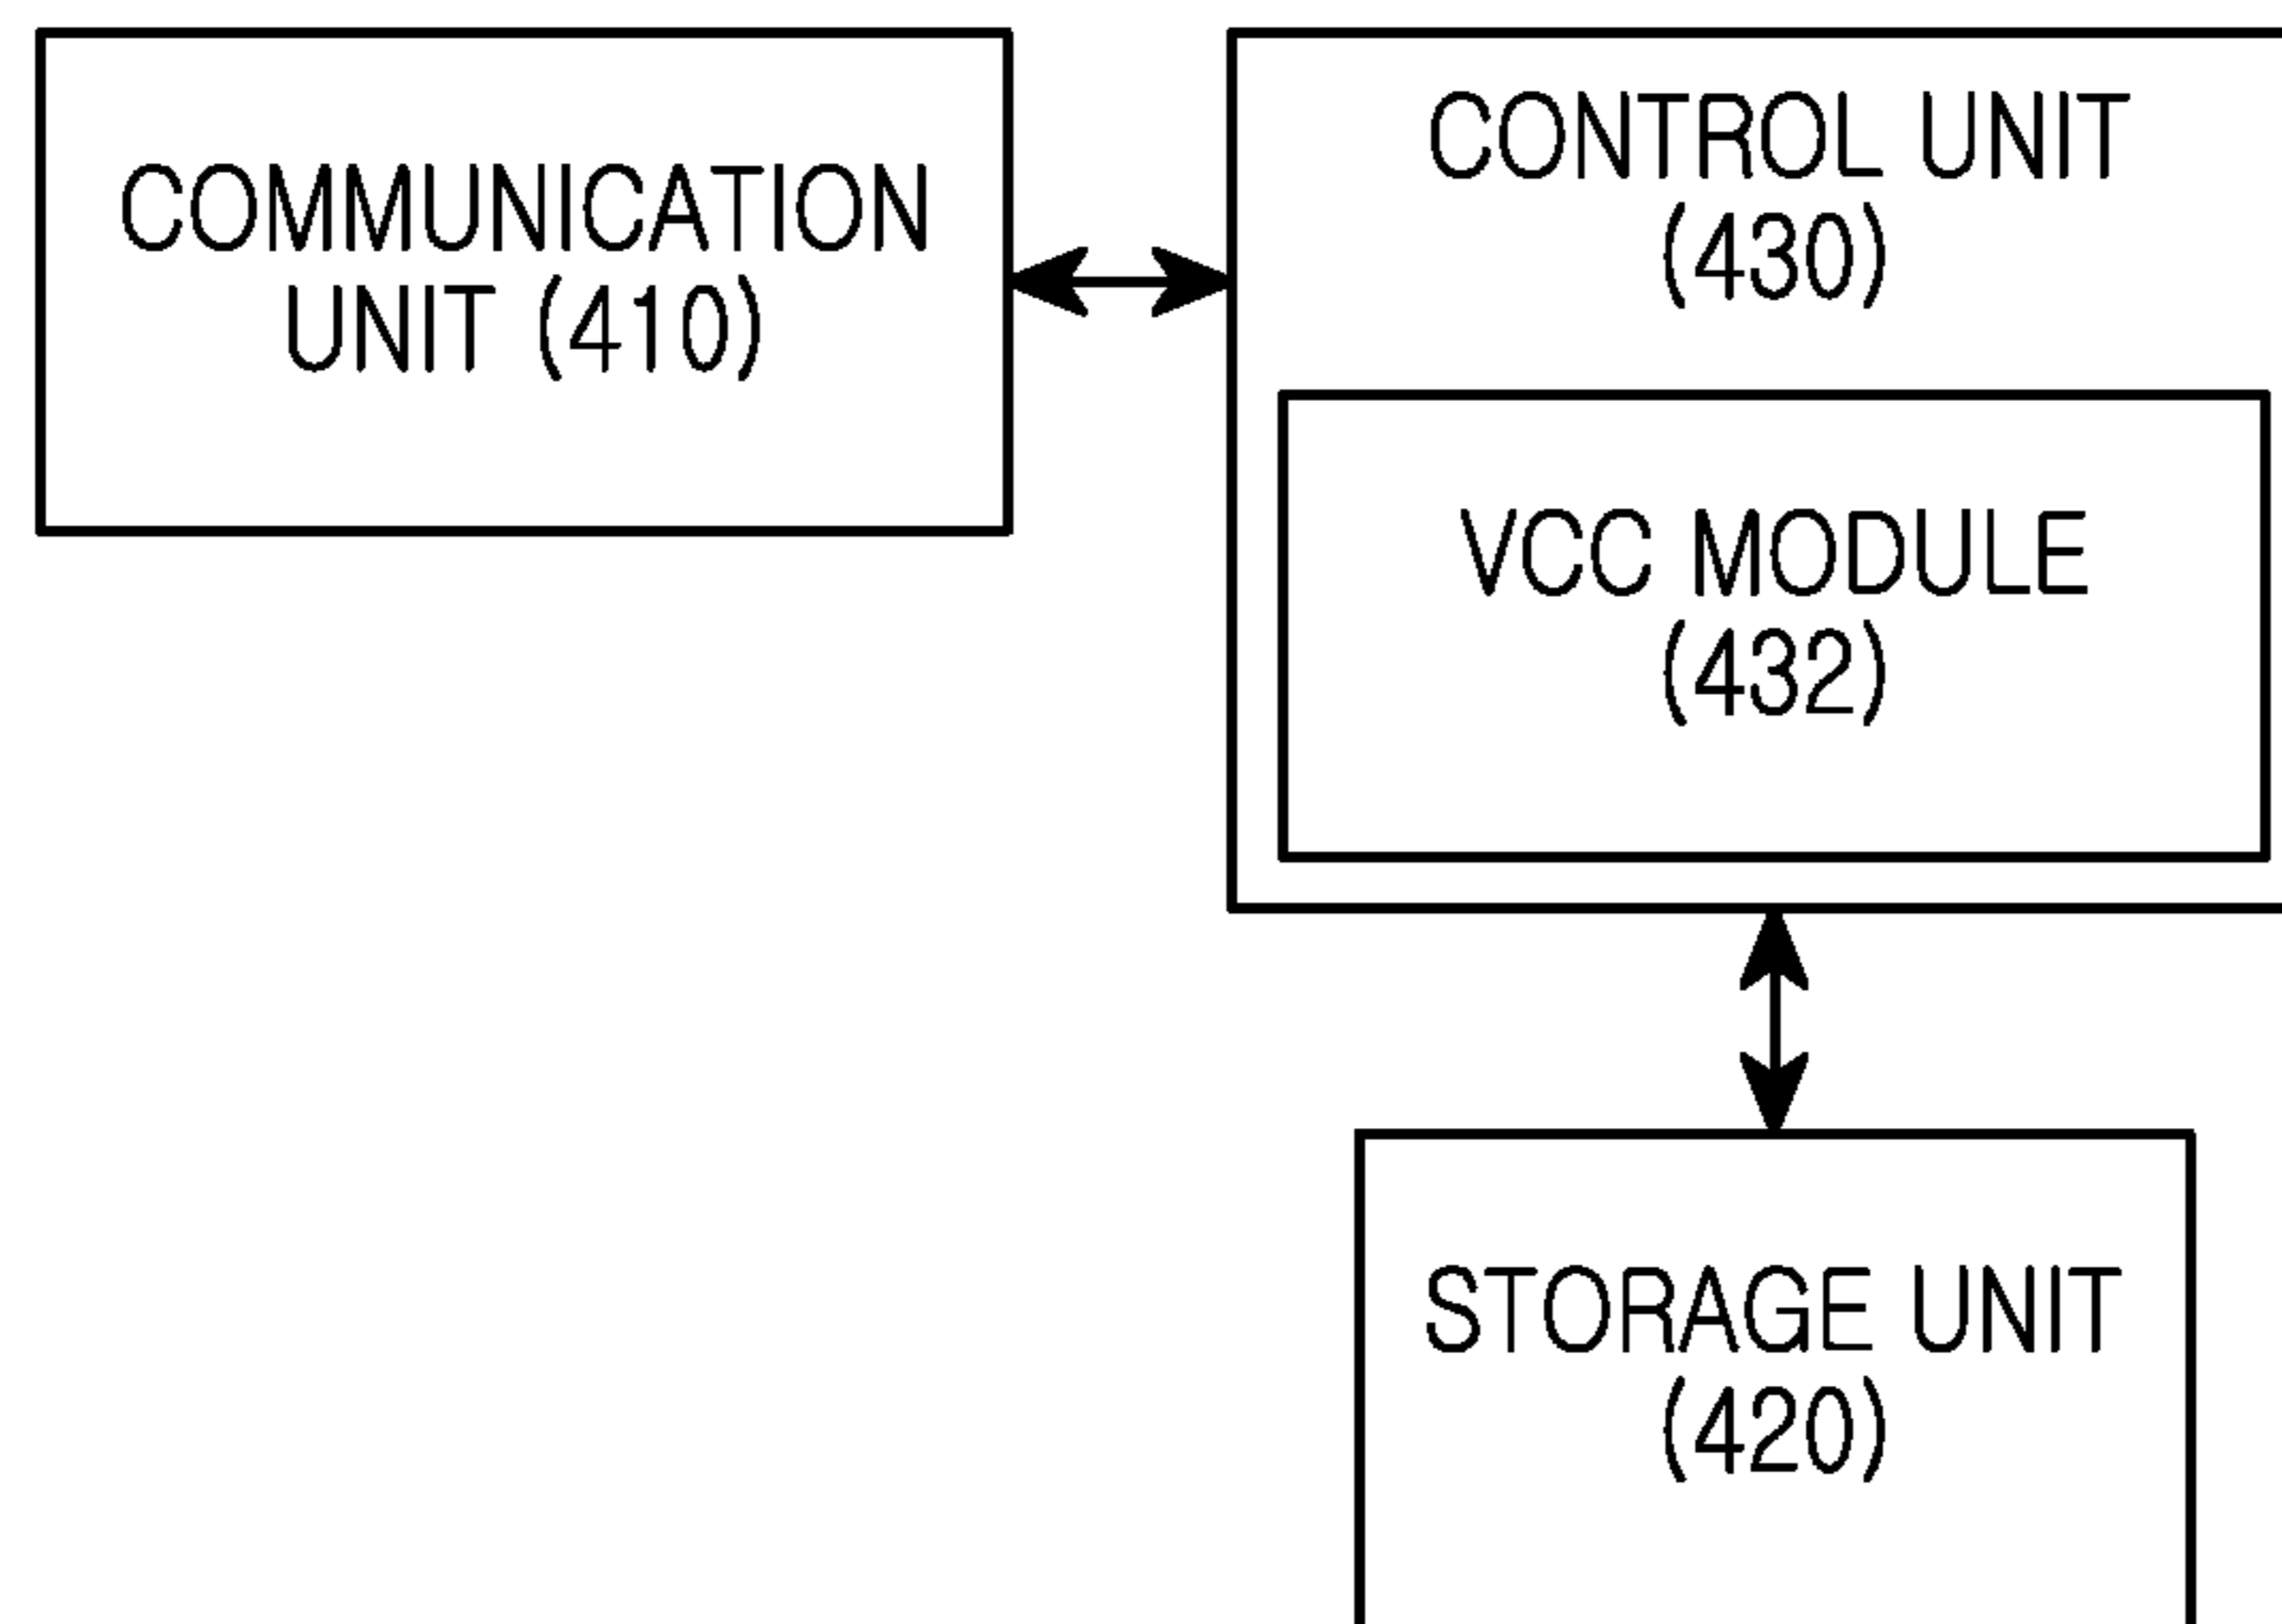 COMMUNICATION
UNIT (410)
CONTROL UNIT
(430)
VCC MODULE
(432)
STORAGE UNIT
(420)